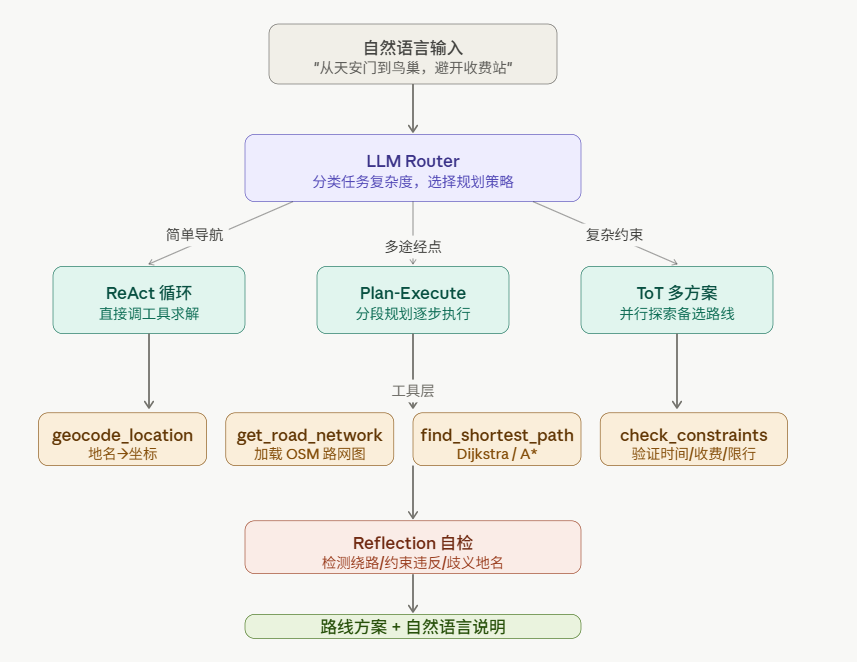 自然语言输入
"从天安门到鸟巢，避开收费站"
LLM Router
分类任务复杂度，选择规划策略
简单导航
多途经点
复杂约束
ReAct 循环
直接调工具求解
Plan-Execute
分段规划逐步执行
ToT 多方案
并行探索备选路线
工具层
geocode_location
地名→坐标
get_road_network
加载 OSM 路网图
find_shortest_path
Dijkstra / A*
check_constraints
验证时间/收费/限行
Reflection 自检
检测绕路/约束违反/歧义地名
路线方案 + 自然语言说明